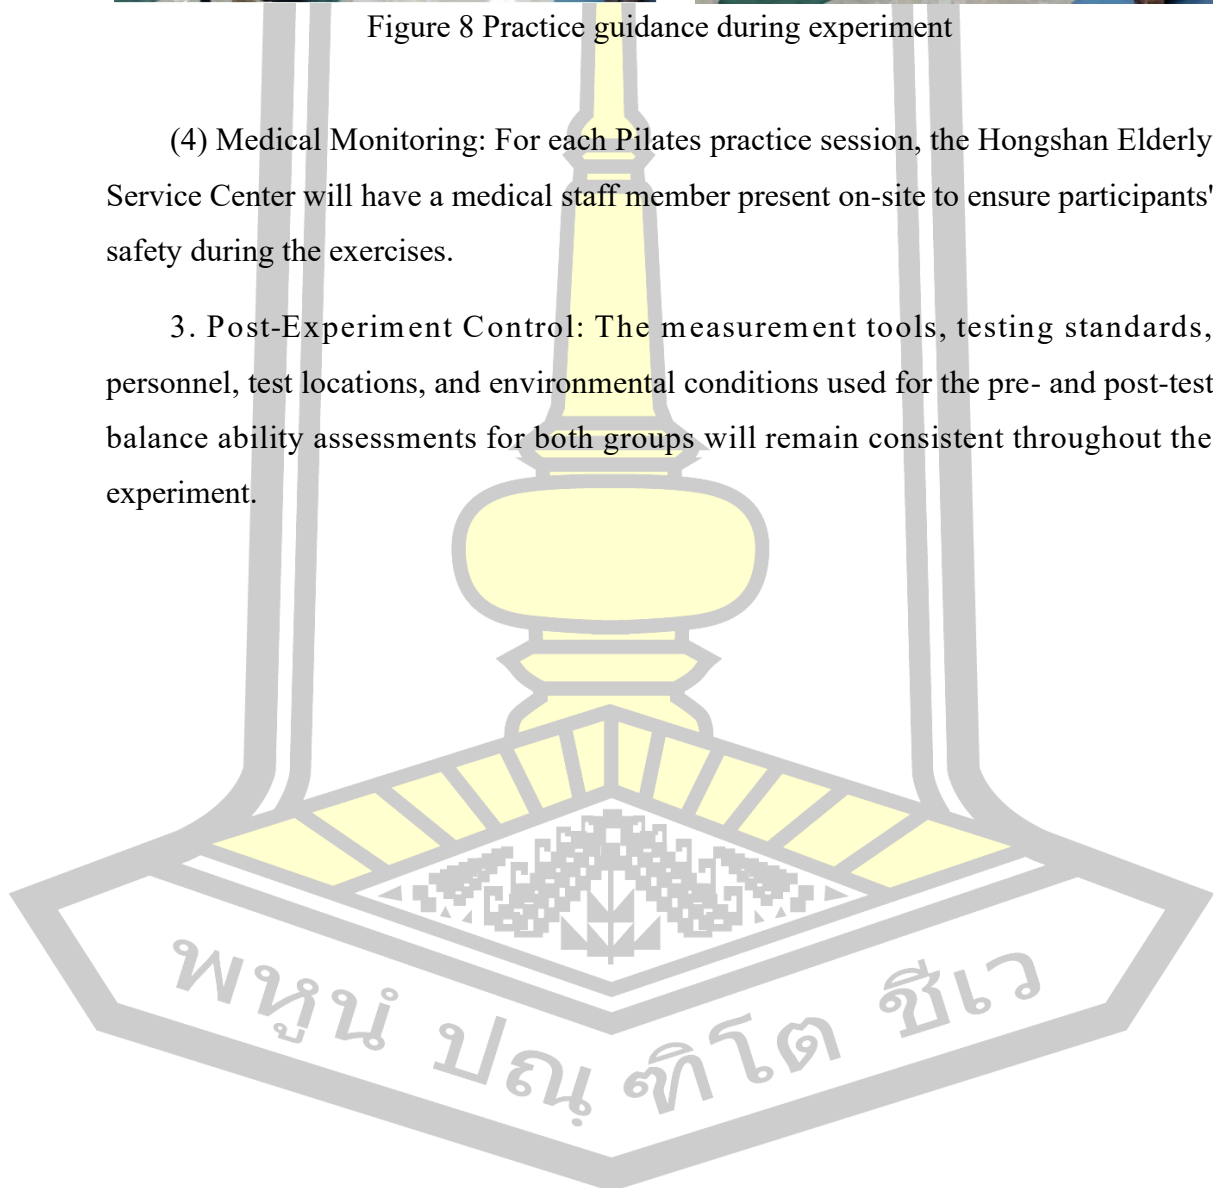 Figure 8 Practice guidance during experiment
(4) Medical Monitoring: For each Pilates practice session, the Hongshan Elderly
Service Center will have a medical staff member present on-site to ensure participants'
safety during the exercises.
3. Post-Experiment Control: The measurement tools, testing standards,
personnel, test locations, and environmental conditions used for the pre- and post-test
balance ability assessments for both groups will remain consistent throughout the
experiment.
พหูนํ ปณฺฑิโต ชีเว